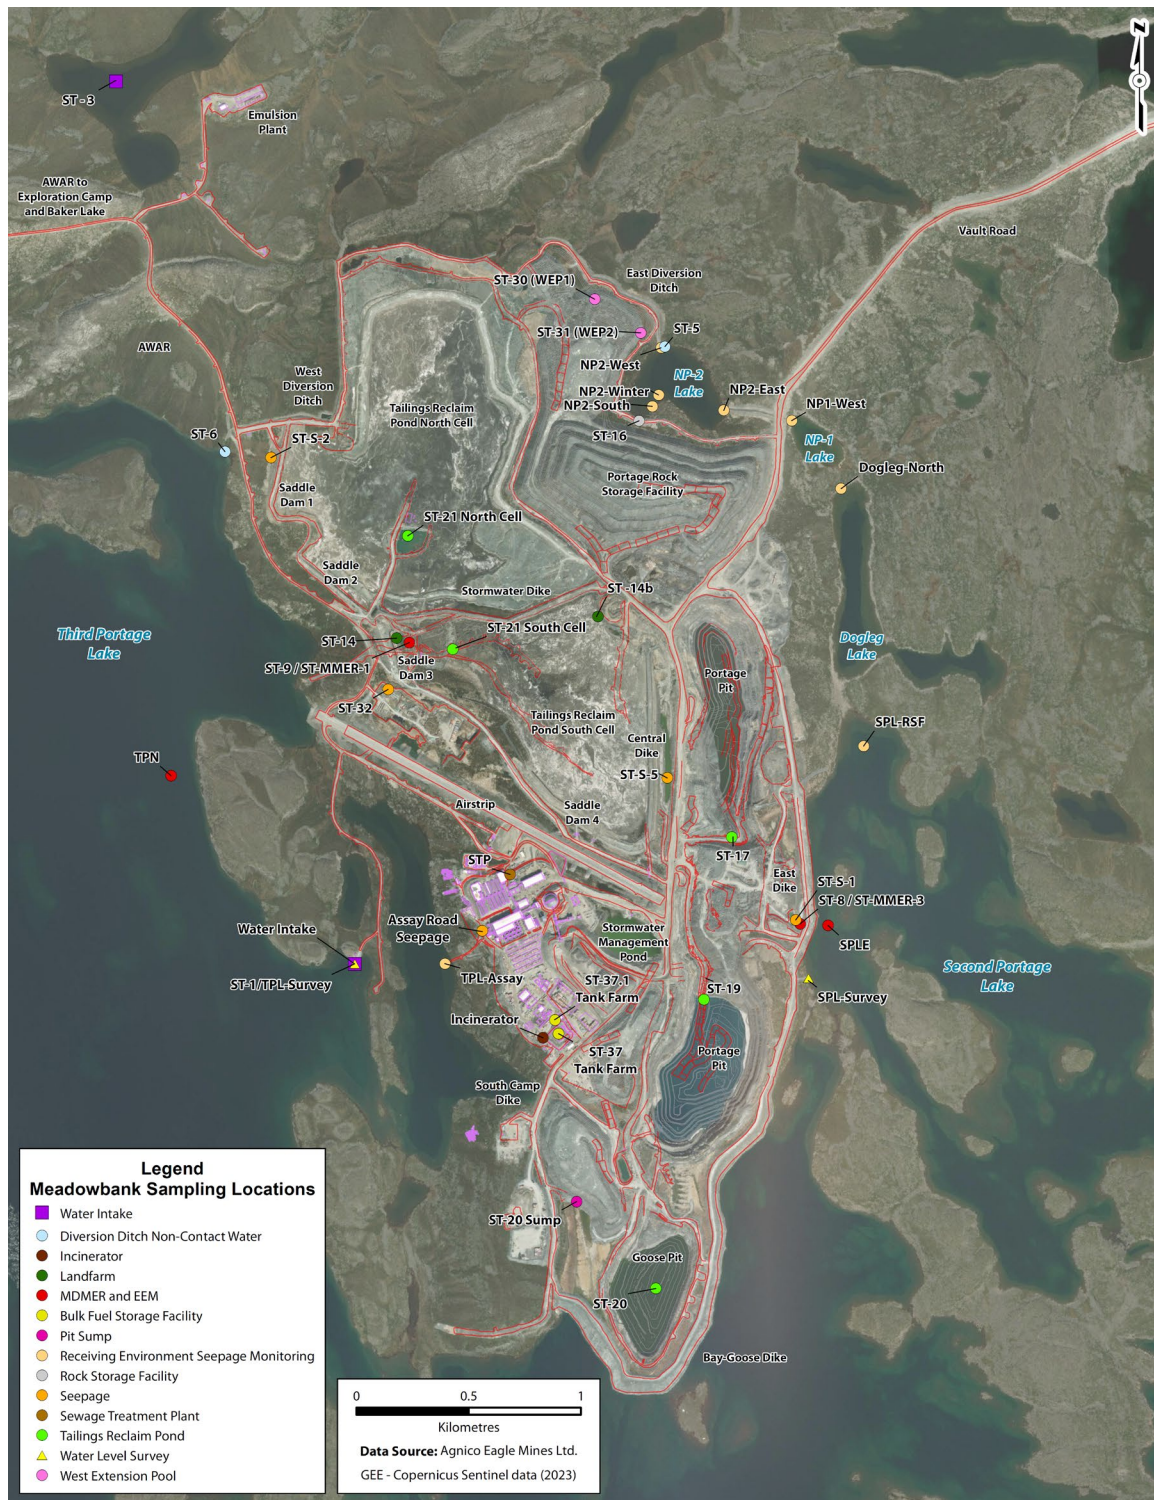 Z
ST - 3
Emulsion
Plant
AWAR to
Exploration Camp
and Baker Lake
Vault Road
ST-30 (WEP1)
East Diversion
Ditch
ST-31 (WEP2)
ST-5
AWAR
NP2-West
NP-2
Lake
West
Diversion
Ditch
NP2-Winter
NP2-East
NP2-South
NP1-West
Tailings Reclaim
Pond North Cell
ST-6
ST-S-2
ST-16
NP-1
Lake
Dogleg-North
Portage Rock
Storage Facility
Saddle
Dam 1
ST-21 North Cell
Saddle
Dam 2
Stormwater Dike
ST -14b
Third Portage
Lake
ST-14
ST-21 South Cell
Dogleg
Lake
ST-9 / ST-MMER-1
Saddle
Dam 3
Portage
Pit
ST-32
Tailings Reclaim
Pond South Cell
SPL-RSF
Central
Dike
TPN
ST-S-5
Airstrip
Saddle
Dam 4
STP
ST-17
East
Dike
ST-S-1
ST-8 / ST-MMER-3
Assay Road
Seepage
Water Intake
Stormwater
Management
Pond
SPLE
Second Portage
Lake
ST-1/TPL-Survey
TPL-Assay
ST-37.1
Tank Farm
ST-19
SPL-Survey
Incinerator
ST-37
Tank Farm
Portage
Pit
South Camp
Dike
ST-20 Sump
Goose Pit
ST-20
Bay-Goose Dike
Legend
Meadowbank Sampling Locations
Water Intake
Diversion Ditch Non-Contact Water
Incinerator
Landfarm
MDMER and EEM
Bulk Fuel Storage Facility
Pit Sump
Receiving Environment Seepage Monitoring
Rock Storage Facility
Seepage
Sewage Treatment Plant
Tailings Reclaim Pond
Water Level Survey
West Extension Pool
0 0.5 1
Kilometres
Data Source: Agnico Eagle Mines Ltd.
GEE - Copernicus Sentinel data (2023)